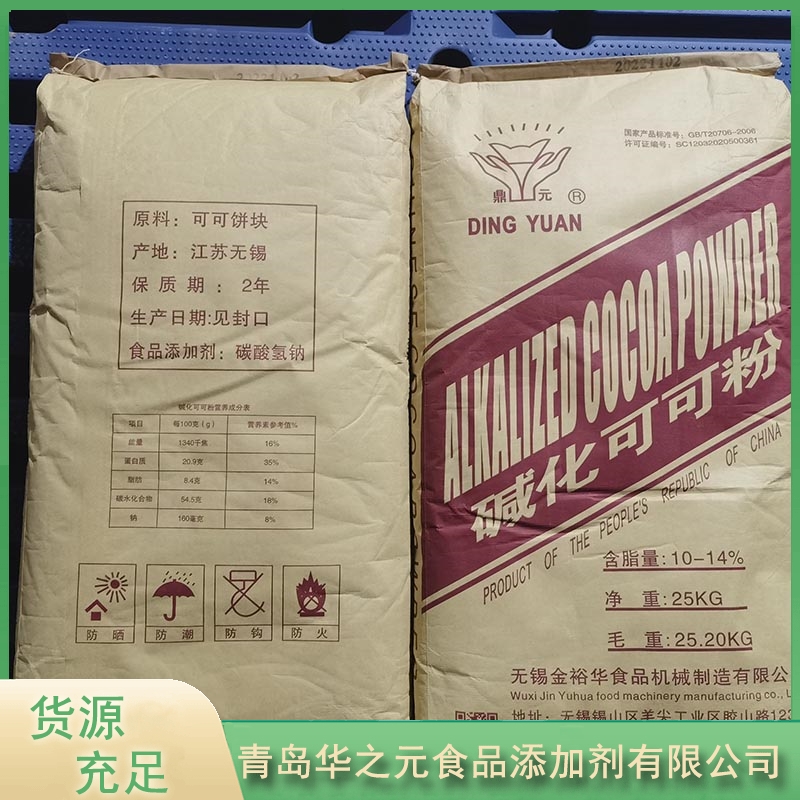 20221102
原料：可可饼块
产地：江苏无锡
保质期：2年
生产日期:见封口
食品添加剂：碳酸氢钠
碱化可可粉营养成分表
项目 每100克(g) 营养素参考值%
能量 1340千焦 16%
蛋白质 20.9克 35%
脂肪 8.4克 14%
碳水化合物 54.5克 18%
钠 160毫克 8%
防晒 防潮 防钩 防火
20221102
国家产品标准号：GB/T20706-2006
许可证编号：SC12032020500361
鼎元®
DING YUAN
ALKALIZED COCOA POWDER
碱化可可粉
PRODUCT OF THE PEOPLE'S REPUBLIC OF CHINA
含脂量:10-14%
净重:25KG
毛重:25.20KG
无锡金裕华食品机械制造有限公
Wuxi Jin Yuhua food machinery manufacturing co., L
地址：无锡锡山区羊尖工业区胶山路123
货源
充足
青岛华之元食品添加剂有限公司